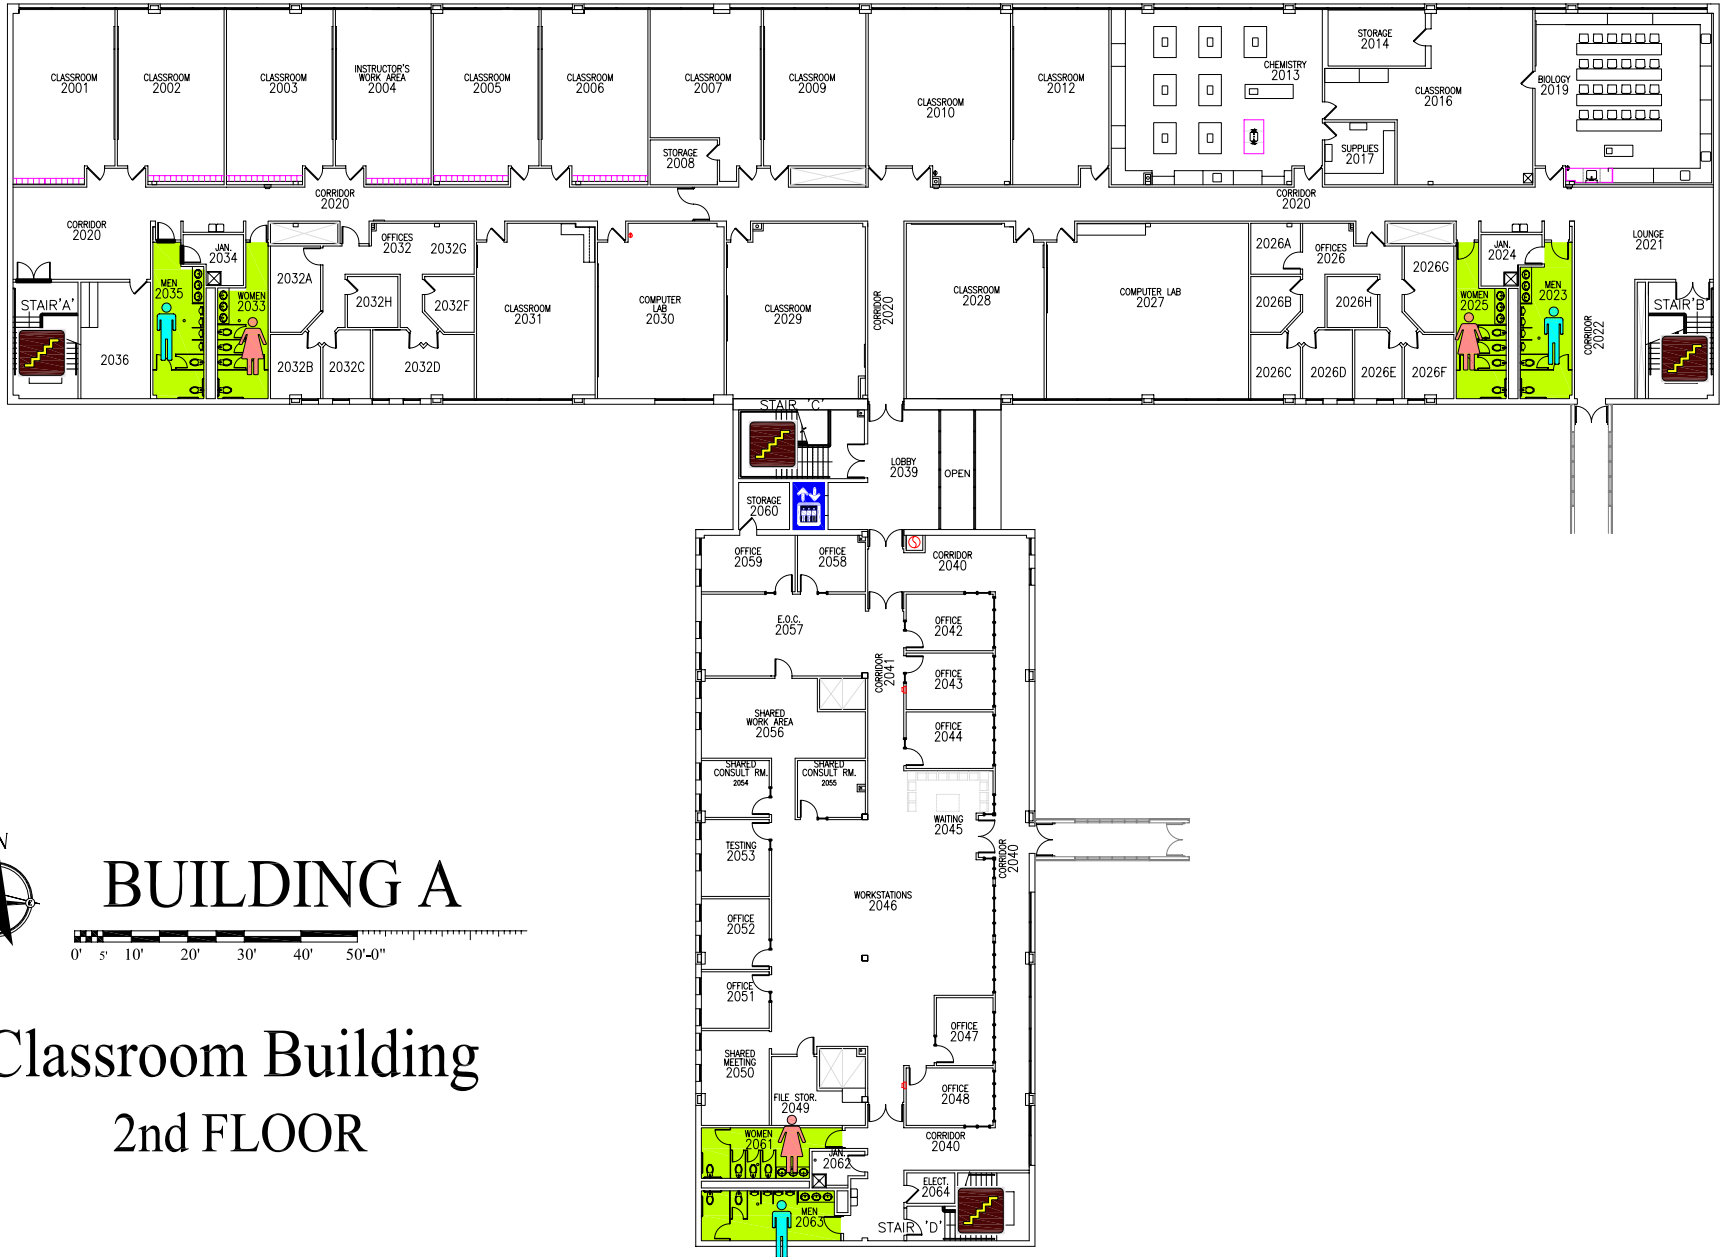 CLASSROOM
2001
CLASSROOM
2002
CLASSROOM
2003
INSTRUCTOR'S
WORK AREA
2004
CLASSROOM
2005
CLASSROOM
2006
CLASSROOM
2007
STORAGE
2008
CLASSROOM
2009
CLASSROOM
2010
CLASSROOM
2012
CHEMISTRY
2013
STORAGE
2014
CLASSROOM
2016
SUPPLIES
2017
BIOLOGY
2019
CORRIDOR
2020
CORRIDOR
2020
CORRIDOR
2020
JAN.
2034
OFFICES
2032
2032G
2032A
2032H
2032F
2032B
2032C
2032D
MEN
2035
WOMEN
2033
STAIR'A'
2036
CLASSROOM
2031
COMPUTER
LAB
2030
CLASSROOM
2029
CORRIDOR
2020
CLASSROOM
2028
COMPUTER LAB
2027
2026A
OFFICES
2026
2026G
2026B
2026H
2026C
2026D
2026E
2026F
WOMEN
2025
JAN.
2024
MEN
2023
LOUNGE
2021
CORRIDOR
2022
STAIR'B'
STAIR 'C'
LOBBY
2039
OPEN
STORAGE
2060
OFFICE
2059
OFFICE
2058
CORRIDOR
2040
E.O.C.
2057
OFFICE
2042
CORRIDOR
2041
OFFICE
2043
SHARED
WORK AREA
2056
OFFICE
2044
SHARED
CONSULT RM.
2054
SHARED
CONSULT RM.
2055
WAITING
2045
TESTING
2053
CORRIDOR
2040
WORKSTATIONS
2046
OFFICE
2052
OFFICE
2051
OFFICE
2047
SHARED
MEETING
2050
FILE STOR.
2049
OFFICE
2048
WOMEN
2061
JAN.
2062
CORRIDOR
2040
ELECT.
2064
MEN
2063
STAIR 'D'
N
BUILDING A
0' 5' 10' 20' 30' 40' 50'-0"
Classroom Building
2nd FLOOR